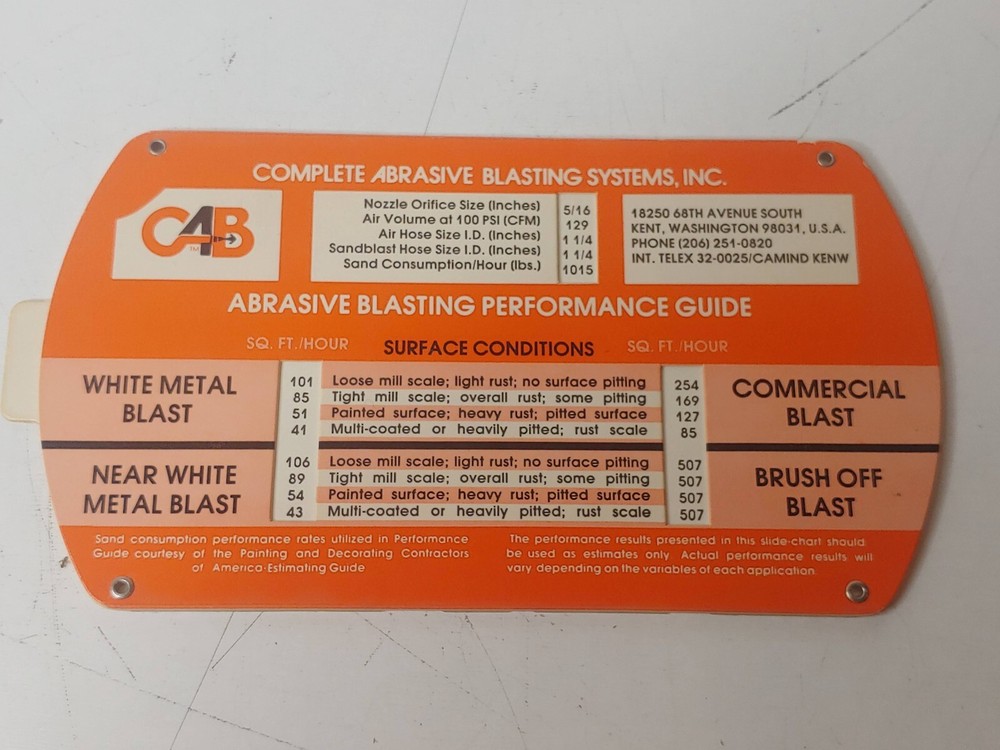 COMPLETE ABRASIVE BLASTING SYSTEMS, INC.
CAB
TM
Nozzle Orifice Size (Inches) 5/16
Air Volume at 100 PSI (CFM) 129
Air Hose Size I.D. (Inches) 1 1/4
Sandblast Hose Size I.D. (Inches) 1 1/4
Sand Consumption/Hour (lbs.) 1015
18250 68TH AVENUE SOUTH
KENT, WASHINGTON 98031, U.S.A.
PHONE (206) 251-0820
INT. TELEX 32-0025/CAMIND KENW
ABRASIVE BLASTING PERFORMANCE GUIDE
SQ. FT./HOUR SURFACE CONDITIONS SQ. FT./HOUR
WHITE METAL
BLAST
101 Loose mill scale; light rust; no surface pitting 254
85 Tight mill scale; overall rust; some pitting 169
51 Painted surface; heavy rust; pitted surface 127
41 Multi-coated or heavily pitted; rust scale 85
COMMERCIAL
BLAST
NEAR WHITE
METAL BLAST
106 Loose mill scale; light rust; no surface pitting 507
89 Tight mill scale; overall rust; some pitting 507
54 Painted surface; heavy rust; pitted surface 507
43 Multi-coated or heavily pitted; rust scale 507
BRUSH OFF
BLAST
Sand consumption performance rates utilized in Performance
Guide courtesy of the Painting and Decorating Contractors
of America-Estimating Guide
The performance results presented in this slide-chart should
be used as estimates only. Actual performance results will
vary depending on the variables of each application.